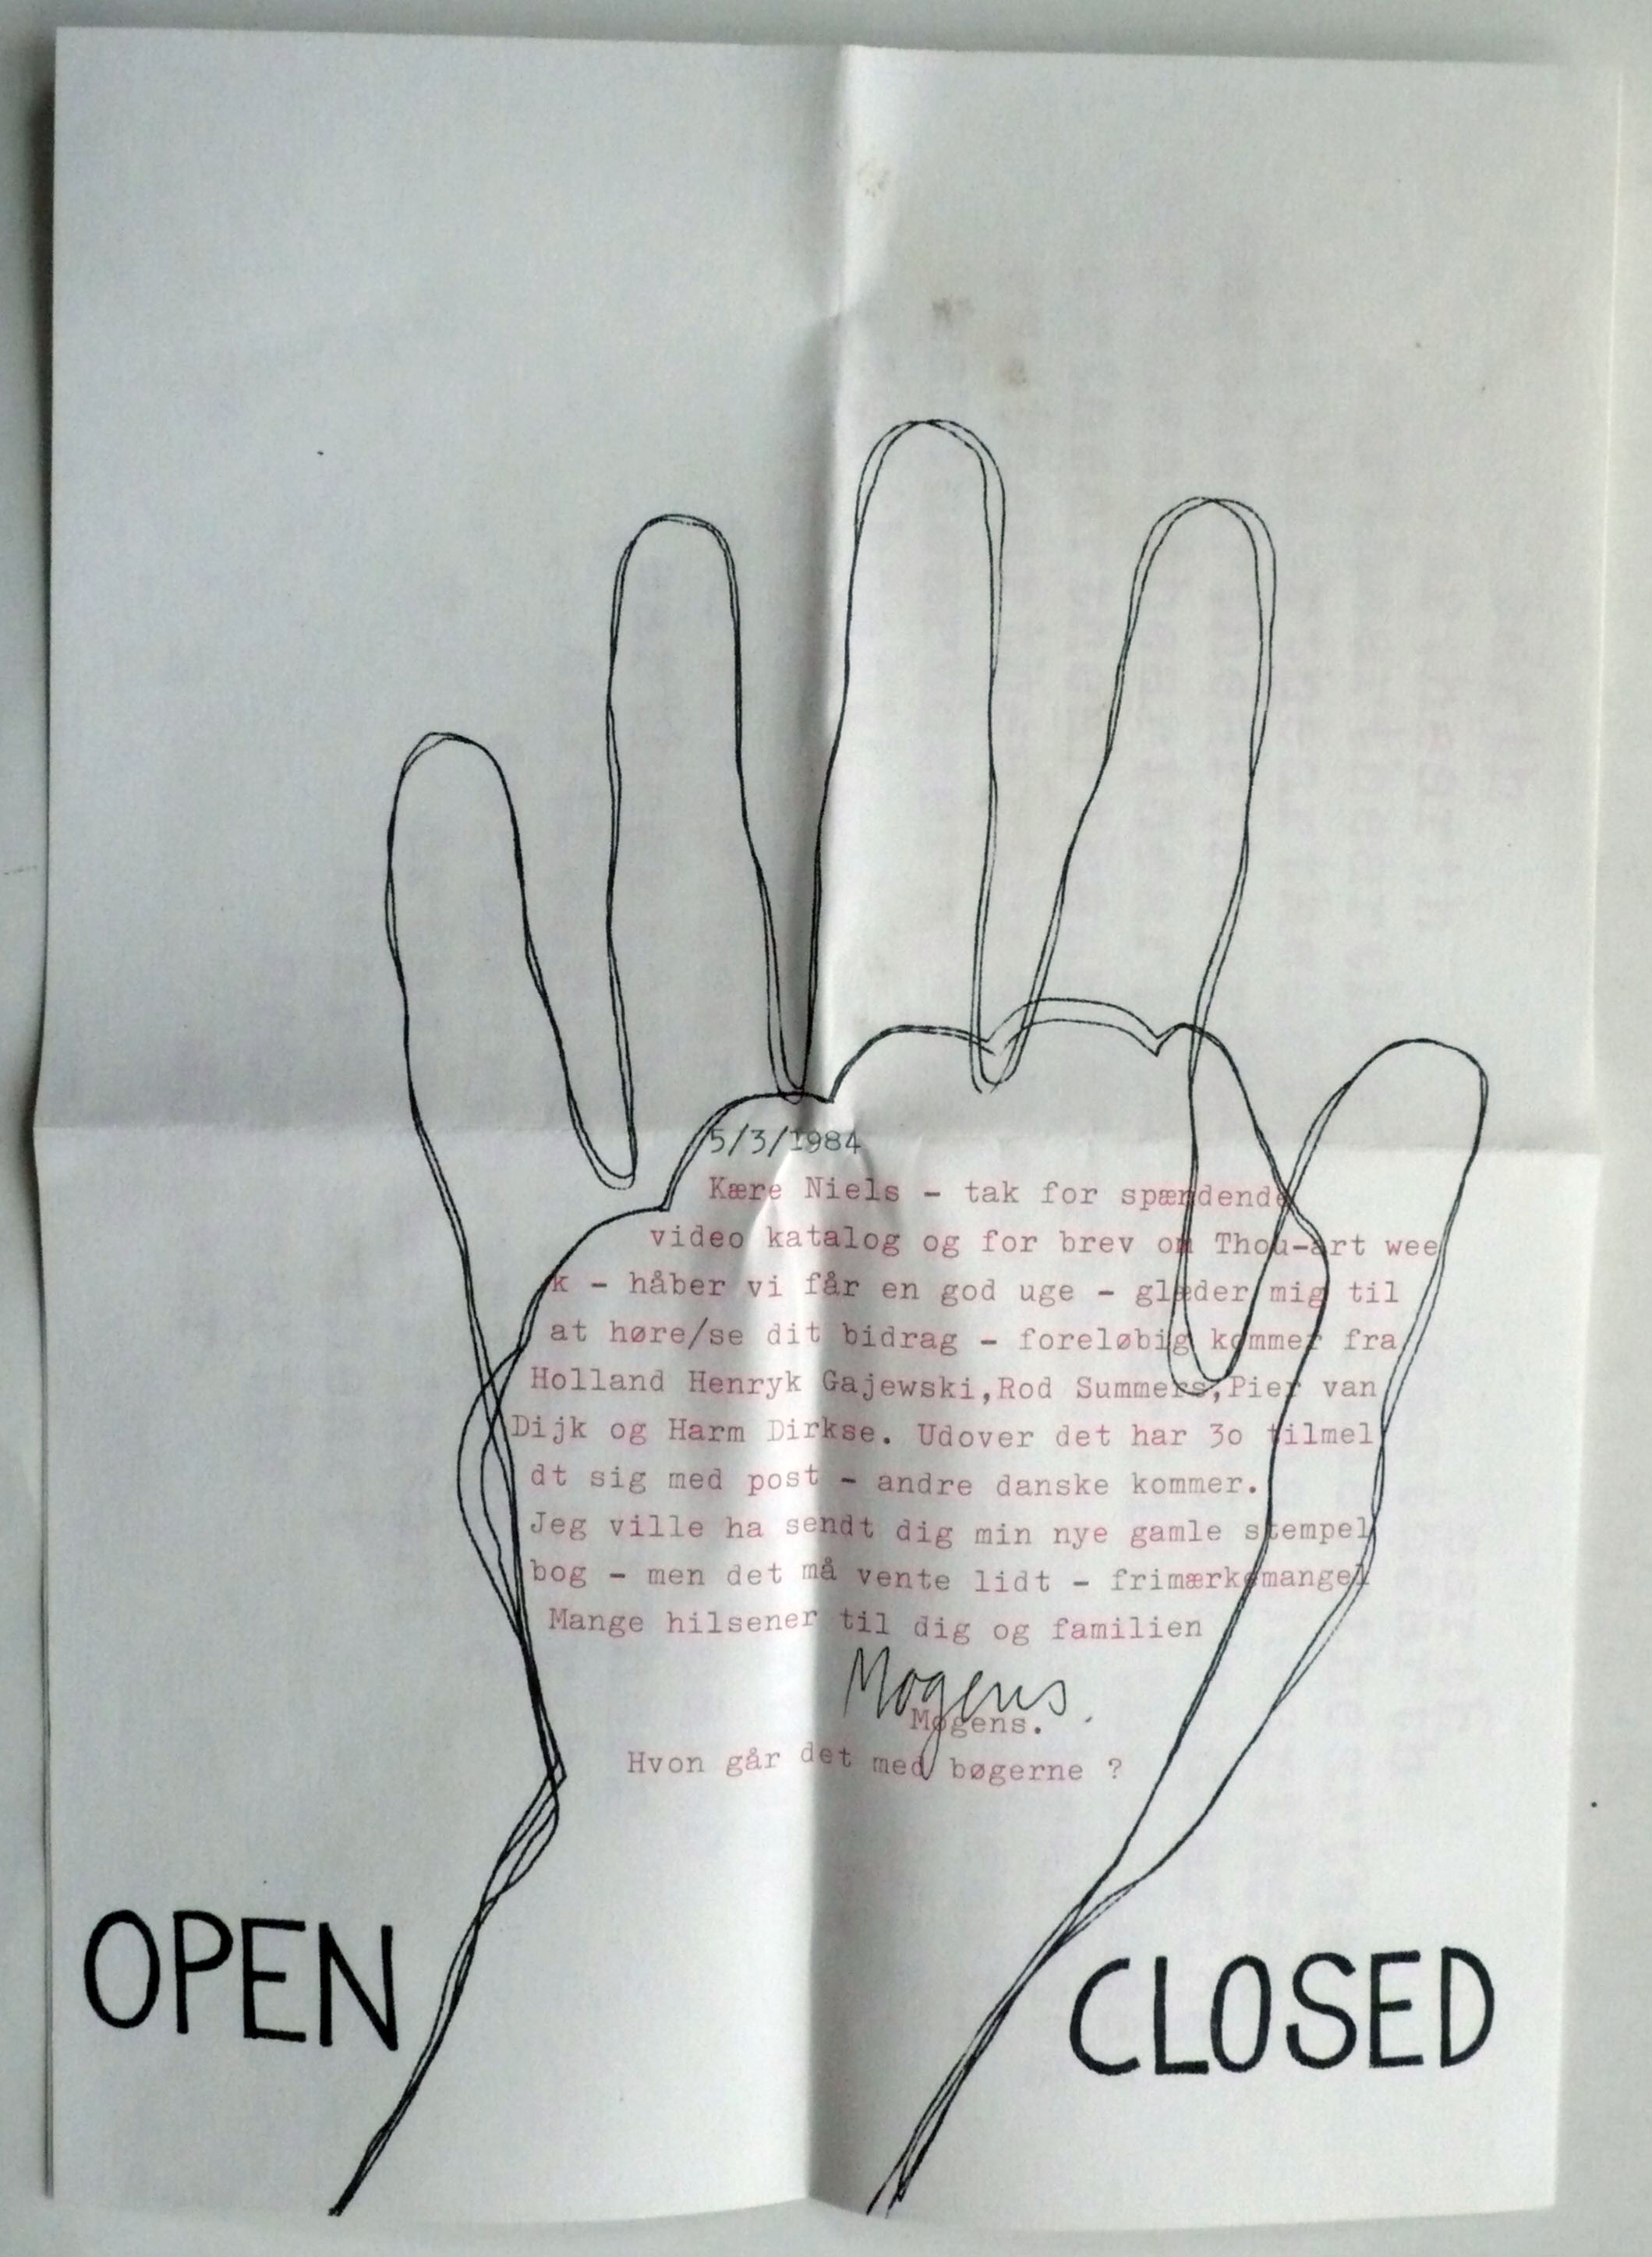 5/3/1984
Kære Niels - tak for spændende
video katalog og for brev om Thou-art wee
k - håber vi får en god uge - glæder mig til
at høre/se dit bidrag - foreløbig kommer fra
Holland Henryk Gajewski,Rod Summers,Pier van
Dijk og Harm Dirkse. Udover det har 3o tilmel
dt sig med post - andre danske kommer.
Jeg ville ha sendt dig min nye gamle stempel
bog - men det må vente lidt - frimærkemangel
Mange hilsener til dig og familien
Mogens.
Mogens.
Hvon går det med bøgerne ?
OPEN
CLOSED